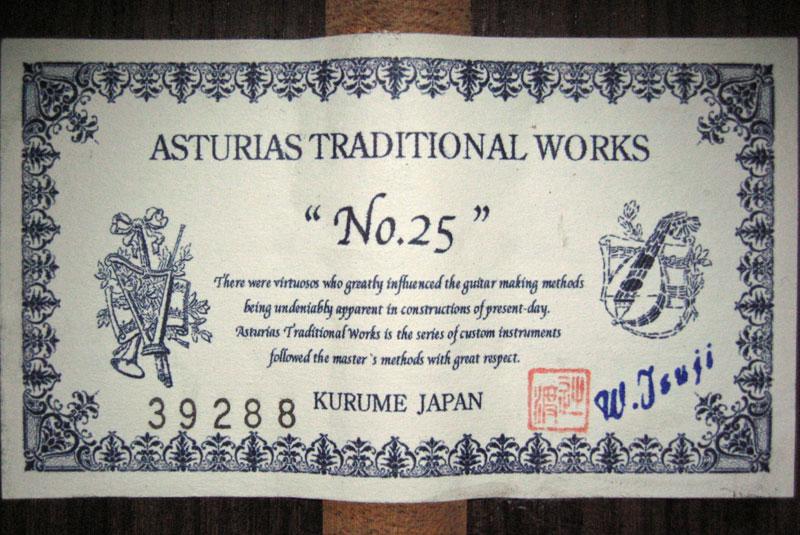 ASTURIAS TRADITIONAL WORKS
“ No.25 ”
There were virtuosos who greatly influenced the guitar making methods
being undeniably apparent in constructions of present-day.
Asturias Traditional Works is the series of custom instruments
followed the master`s methods with great respect.
39288
KURUME JAPAN
W.Tsuji